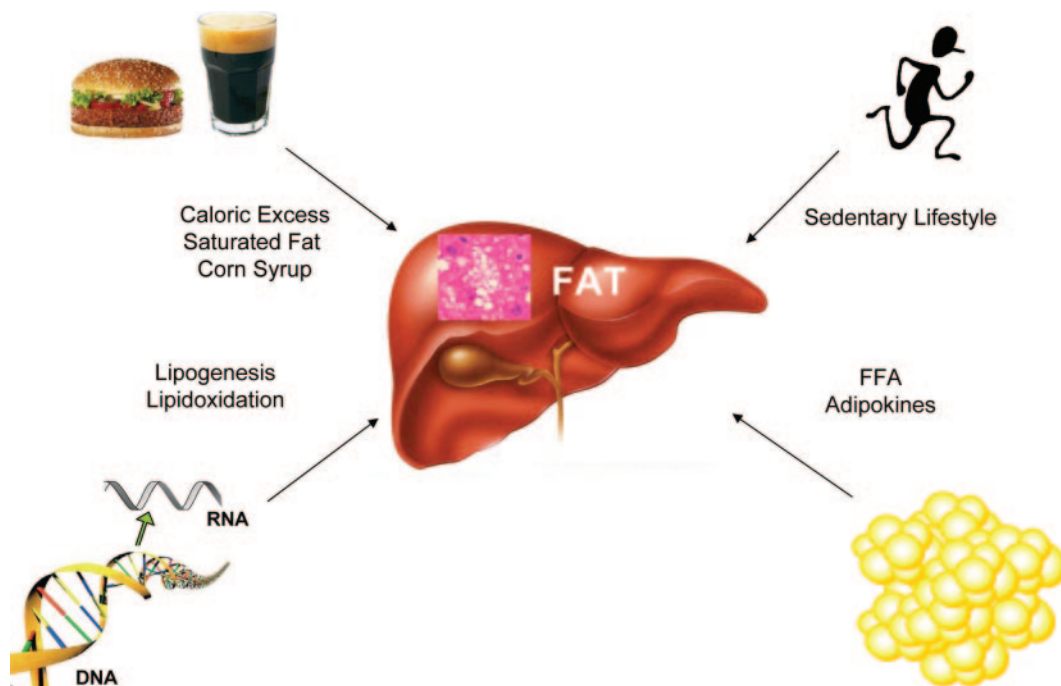 Caloric Excess
Saturated Fat
Corn Syrup
Sedentary Lifestyle
FAT
Lipogenesis
Lipidoxidation
FFA
Adipokines
RNA
DNA